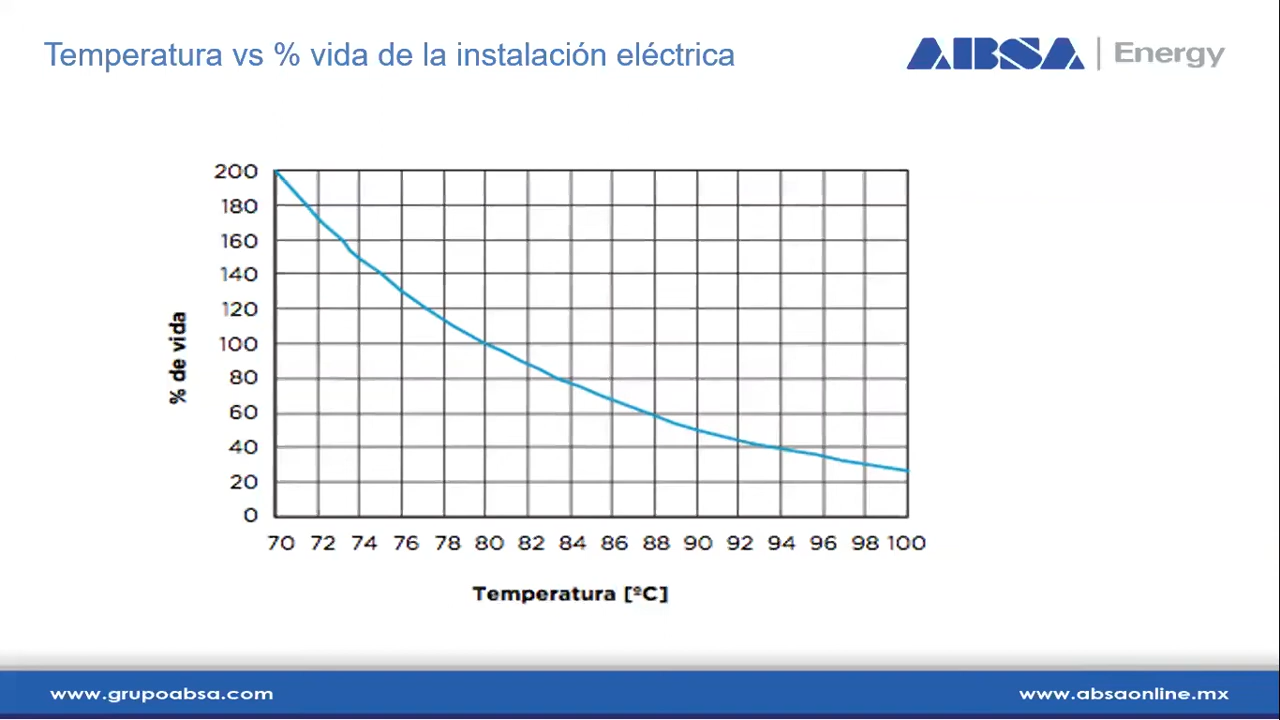 Temperatura vs % vida de la instalación eléctrica
ABSA | Energy
200
180
160
140
120
100
80
60
40
20
0
% de vida
70 72 74 76 78 80 82 84 86 88 90 92 94 96 98 100
Temperatura [ºC]
www.grupoabsa.com
www.absaonline.mx